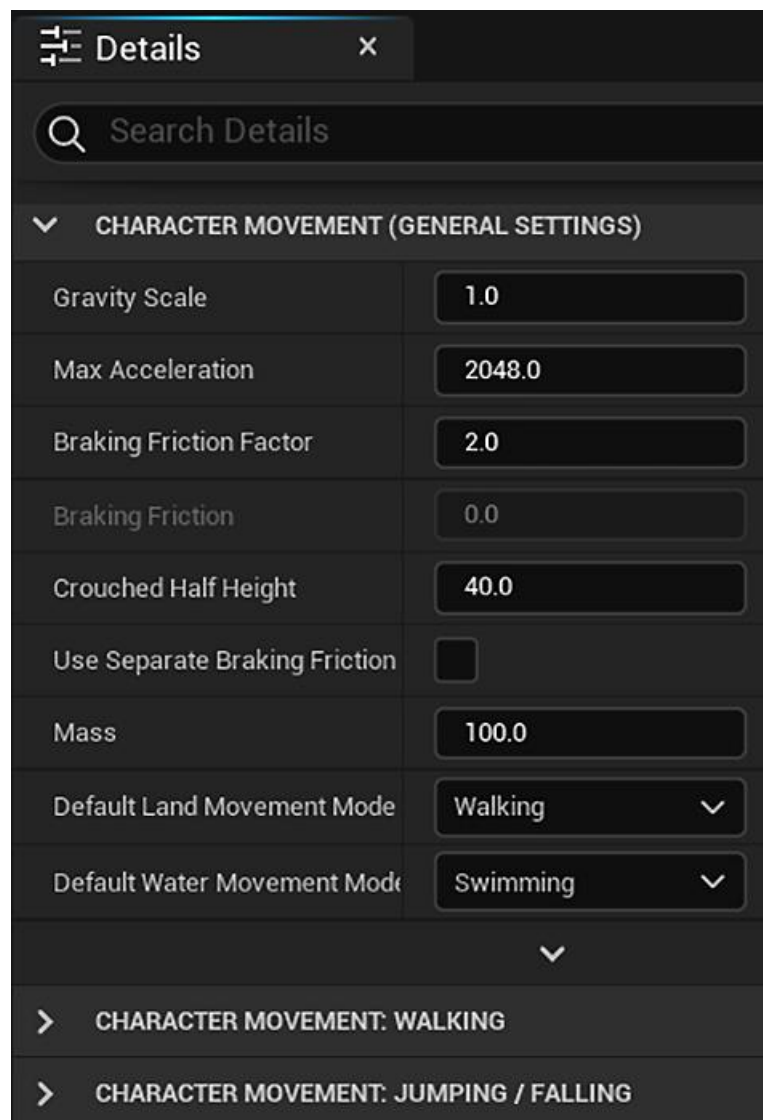 Details
Search Details
CHARACTER MOVEMENT (GENERAL SETTINGS)
Gravity Scale 1.0
Max Acceleration 2048.0
Braking Friction Factor 2.0
Braking Friction 0.0
Crouched Half Height 40.0
Use Separate Braking Friction
Mass 100.0
Default Land Movement Mode Walking
Default Water Movement Mode Swimming
CHARACTER MOVEMENT: WALKING
CHARACTER MOVEMENT: JUMPING / FALLING